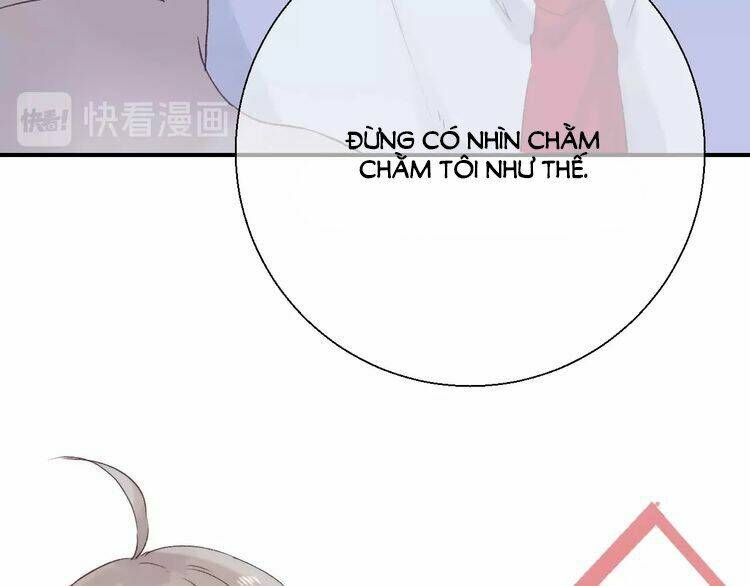 快看! 快看漫画
ĐỪNG CÓ NHÌN CHẰM
CHẰM TÔI NHƯ THẾ.